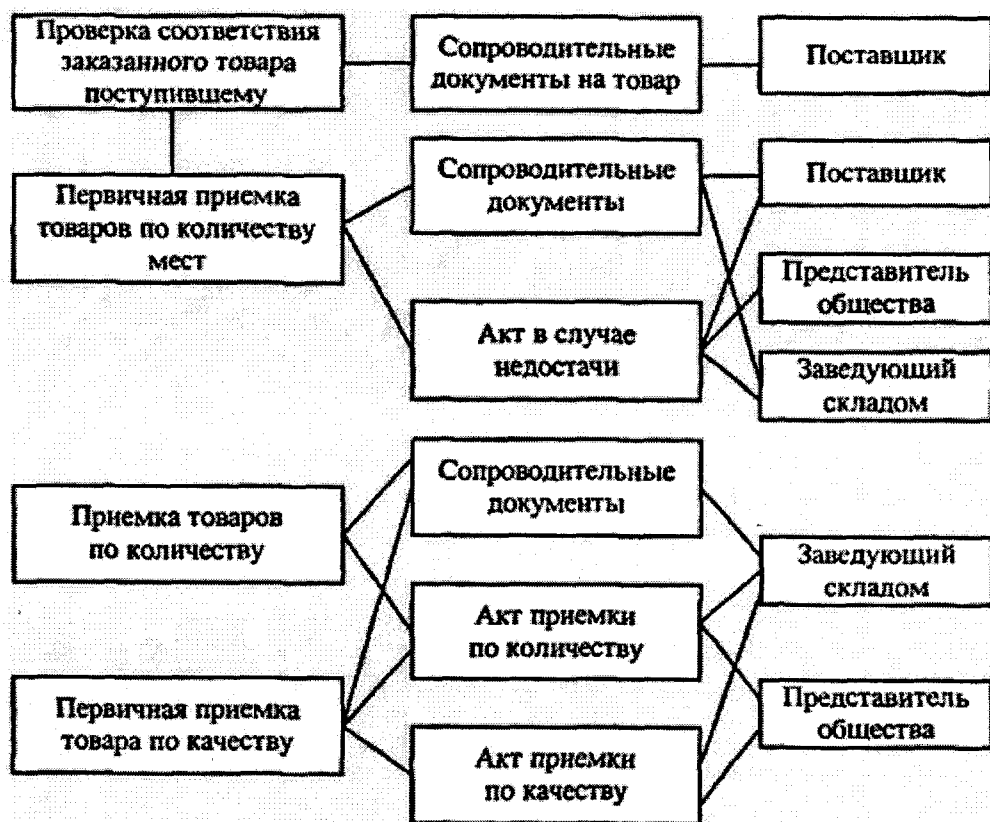 Проверка соответствия
заказанного товара
поступившему
Сопроводительные
документы на товар
Поставщик
Первичная приемка
товаров по количеству
мест
Сопроводительные
документы
Поставщик
Представитель
общества
Акт в случае
недостачи
Заведующий
складом
Приемка товаров
по количеству
Сопроводительные
документы
Заведующий
складом
Акт приемки
по количеству
Первичная приемка
товара по качеству
Представитель
общества
Акт приемки
по качеству